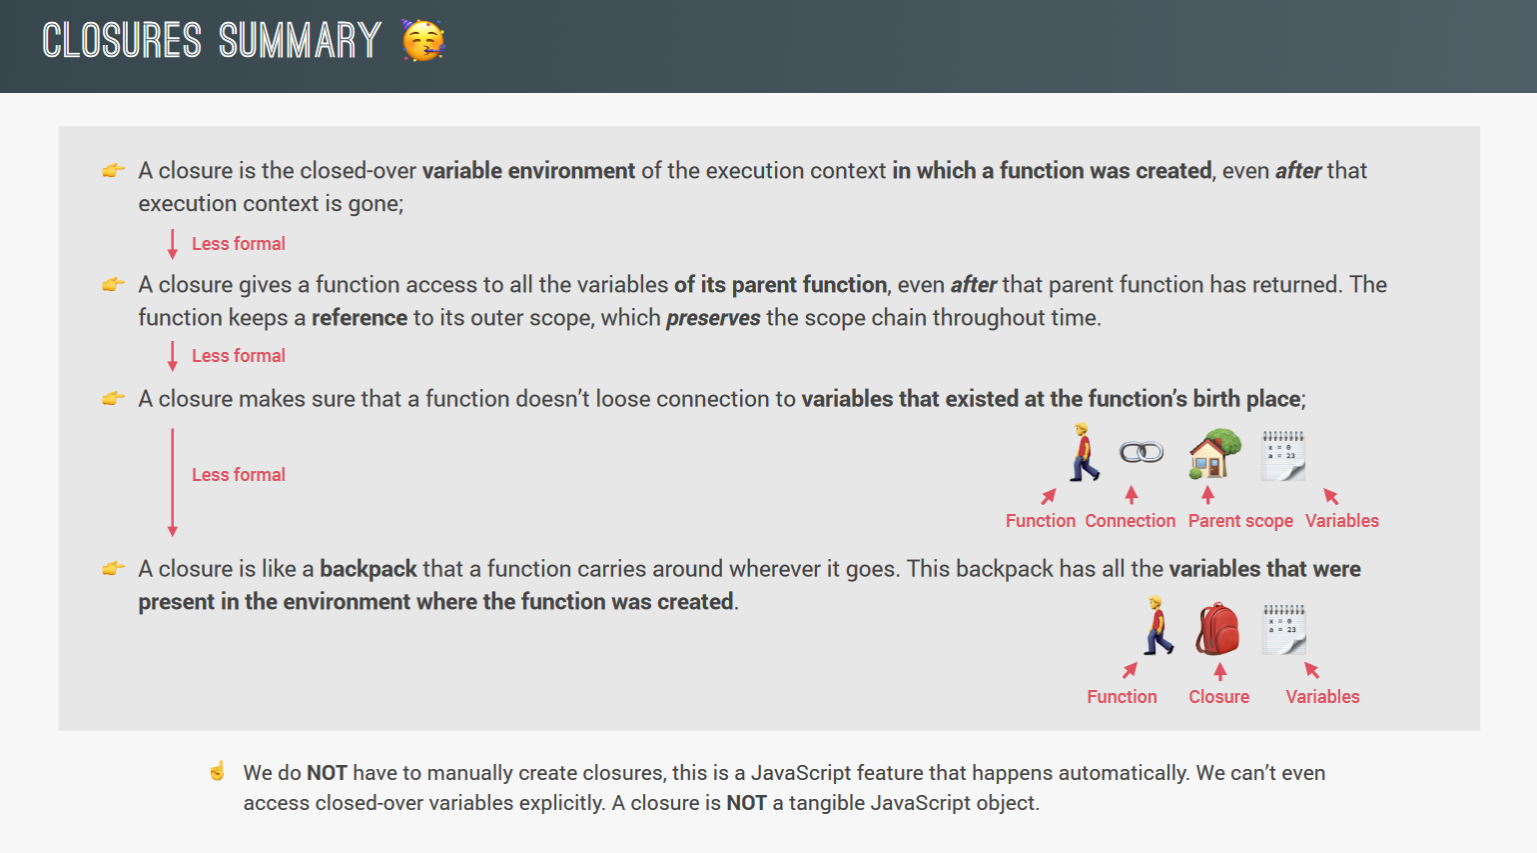 CLOSURES SUMMARY
A closure is the closed-over variable environment of the execution context in which a function was created, even after that
execution context is gone;
Less formal
A closure gives a function access to all the variables of its parent function, even after that parent function has returned. The
function keeps a reference to its outer scope, which preserves the scope chain throughout time.
Less formal
A closure makes sure that a function doesn’t loose connection to variables that existed at the function’s birth place;
x = 0
a = 23
Less formal
Function Connection Parent scope Variables
A closure is like a backpack that a function carries around wherever it goes. This backpack has all the variables that were
present in the environment where the function was created.
x = 0
a = 23
Function Closure Variables
We do NOT have to manually create closures, this is a JavaScript feature that happens automatically. We can’t even
access closed-over variables explicitly. A closure is NOT a tangible JavaScript object.